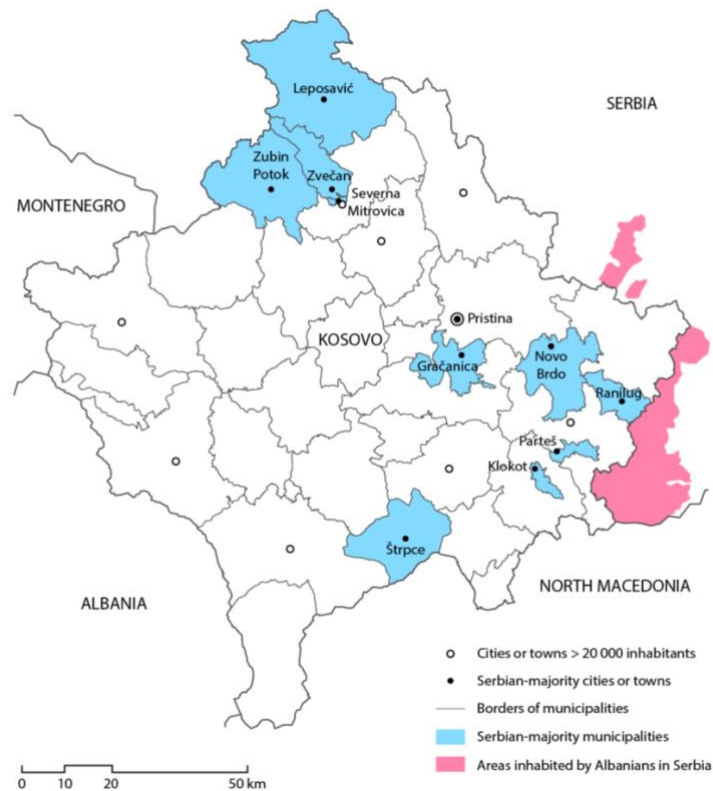 Leposavić
SERBIA
Zubin
Potok
Zvečan
Severna
Mitrovica
MONTENEGRO
Pristina
KOSOVO
Gračanica
Novo
Brdo
Ranilug
Parteš
Klokot
Štrpce
NORTH MACEDONIA
ALBANIA
Cities or towns > 20 000 inhabitants
Serbian-majority cities or towns
Borders of municipalities
Serbian-majority municipalities
Areas inhabited by Albanians in Serbia
0 10 20 50 km